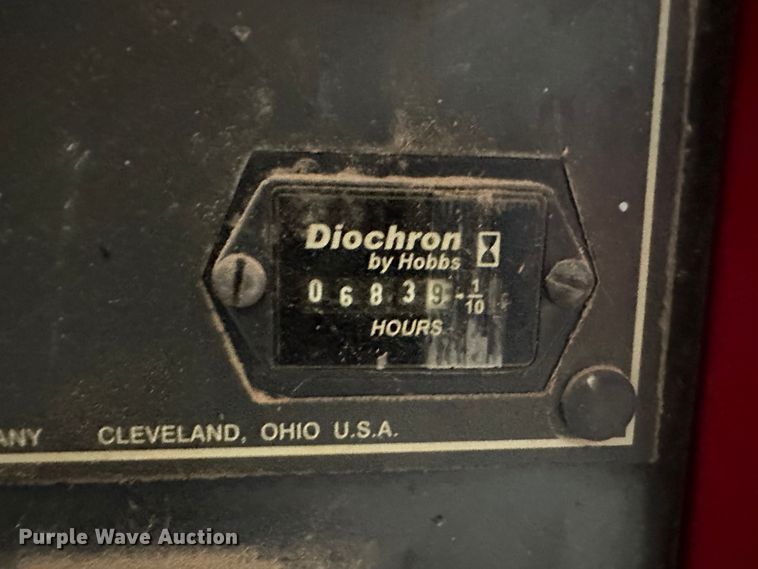 Diochron
by Hobbs
0 6 8 3 9 - 1/10
HOURS
ANY CLEVELAND, OHIO U.S.A.
Purple Wave Auction